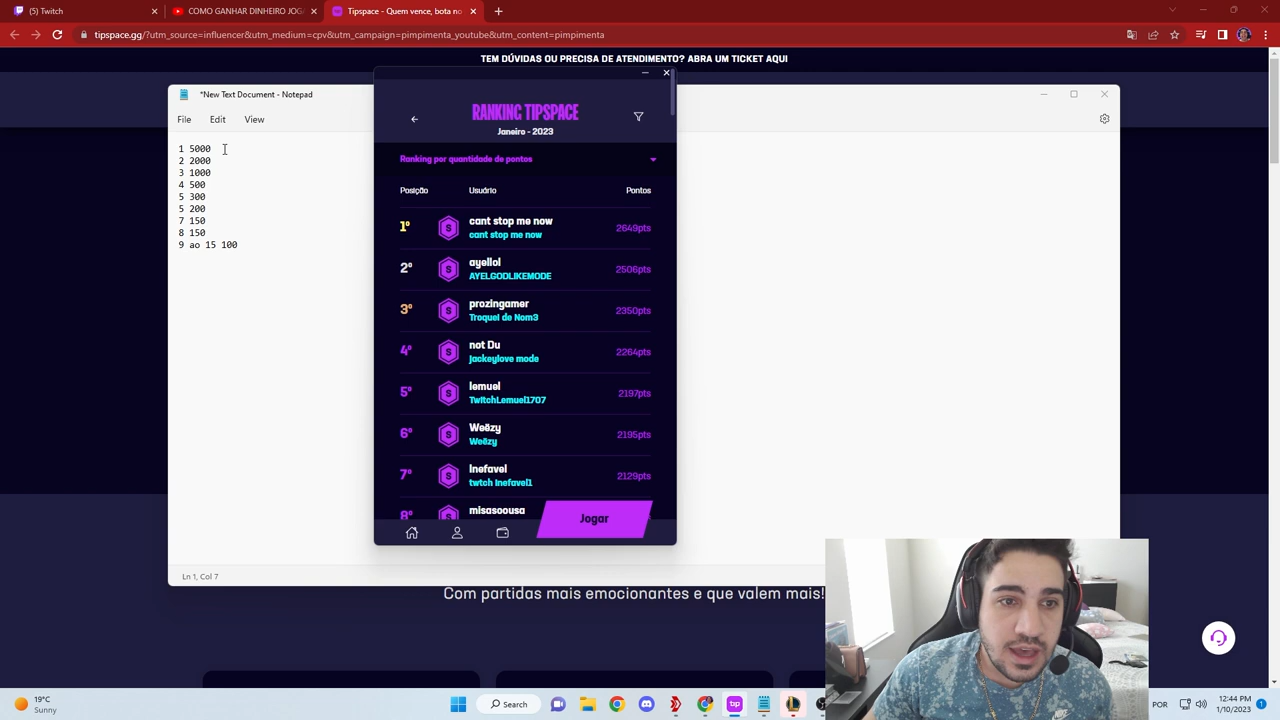 (5) Twitch
COMO GANHAR DINHEIRO JOG
Tipspace - Quem vence, bota no
tipspace.gg/?utm_source=influencer&utm_medium=cpv&utm_campaign=pimpimenta_youtube&utm_content=pimpimenta
TEM DÚVIDAS OU PRECISA DE ATENDIMENTO? ABRA UM TICKET AQUI
*New Text Document - Notepad
File Edit View
1 5000
2 2000
3 1000
4 500
5 300
5 200
7 150
8 150
9 ao 15 100
Ln 1, Col 7
RANKING TIPSPACE
Janeiro - 2023
Ranking por quantidade de pontos
Posição Usuário Pontos
1º cant stop me now 2649pts
cant stop me now
2º ayellol 2506pts
AYELGODLIKEMODE
3º prozingamer 2350pts
Troquei de Nom3
4º not Du 2264pts
jackeylove mode
5º lemuel 2197pts
TwitchLemuel1707
6º Weëzy 2195pts
Weëzy
7º Inefavel 2129pts
twtch Inefavel1
8º misasoousa
Jogar
Com partidas mais emocionantes e que valem mais!
19°C
Sunny
Search
tip
POR
12:44 PM
1/10/2023